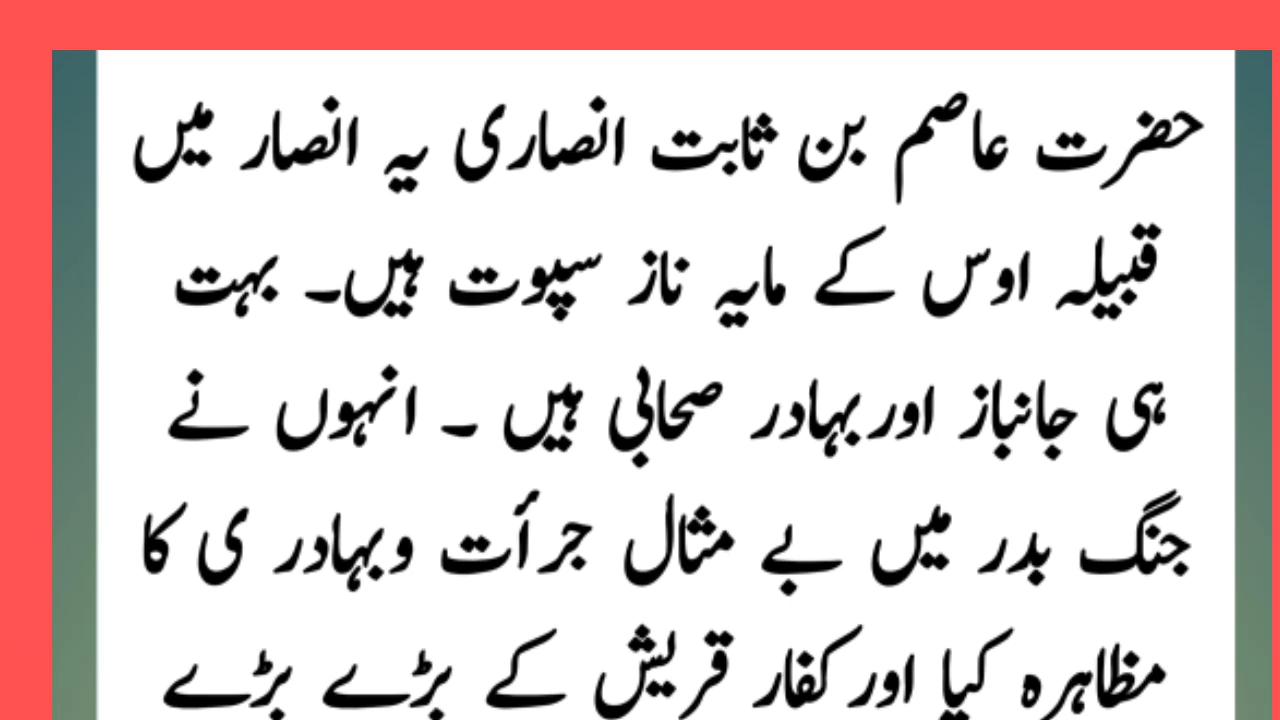 حضرت عاصم بن ثابت انصاری یہ انصار میں
قبیلہ اوس کے مایہ ناز سپوت ہیں۔ بہت
ہی جانباز اور بہادر صحابی ہیں ۔ انہوں نے
جنگ بدر میں بے مثال جرأت وبہادر ی کا
مظاہرہ کیا اور کفار قریش کے بڑے بڑے